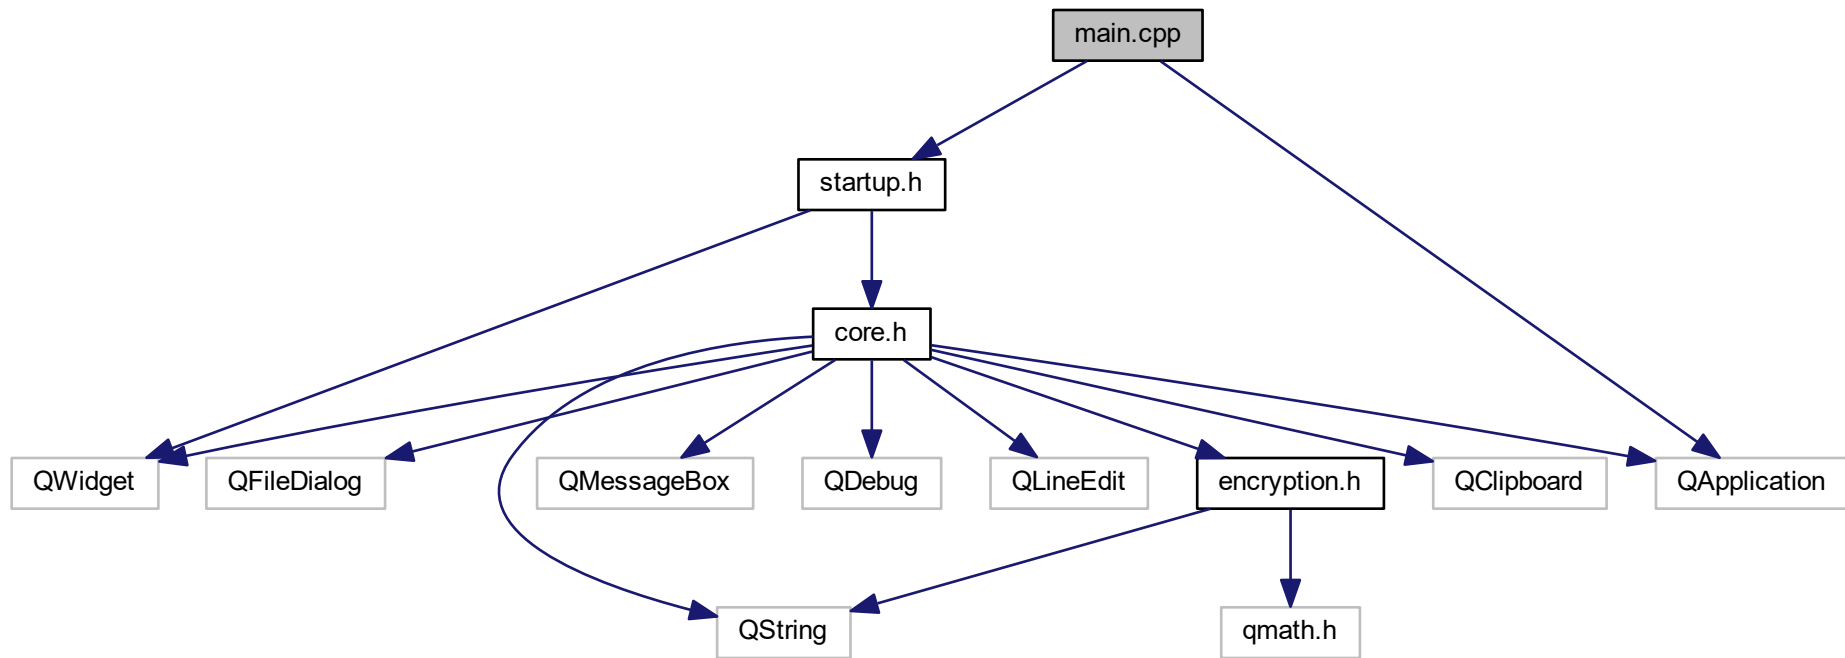 main.cpp
startup.h
core.h
QWidget
QFileDialog
QMessageBox
QDebug
QLineEdit
encryption.h
QClipboard
QApplication
QString
qmath.h